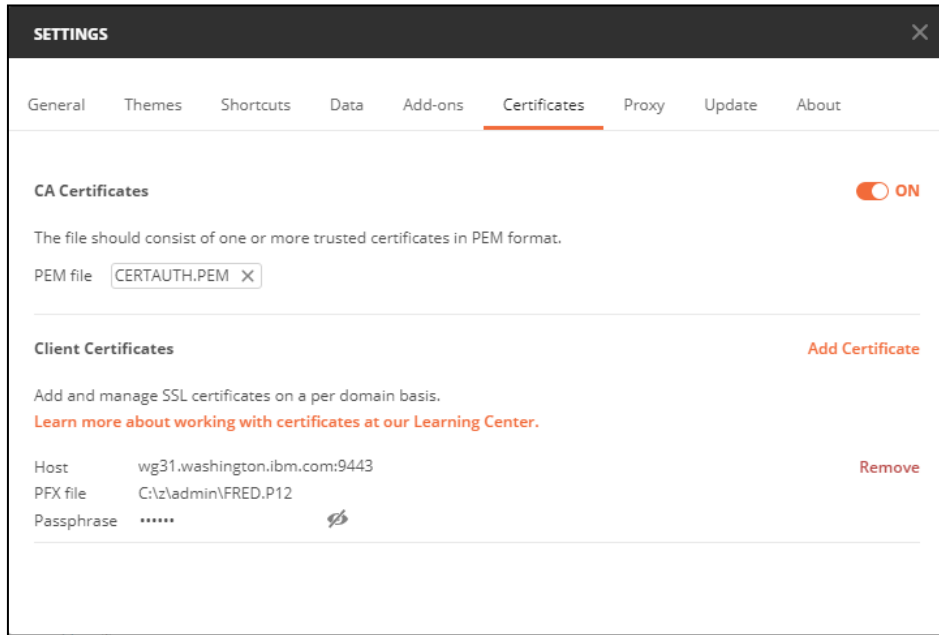 SETTINGS
General Themes Shortcuts Data Add-ons Certificates Proxy Update About
CA Certificates ON
The file should consist of one or more trusted certificates in PEM format.
PEM file CERTAUTH.PEM
Client Certificates Add Certificate
Add and manage SSL certificates on a per domain basis.
Learn more about working with certificates at our Learning Center.
Host wg31.washington.ibm.com:9443 Remove
PFX file C:\z\admin\FRED.P12
Passphrase ••••••